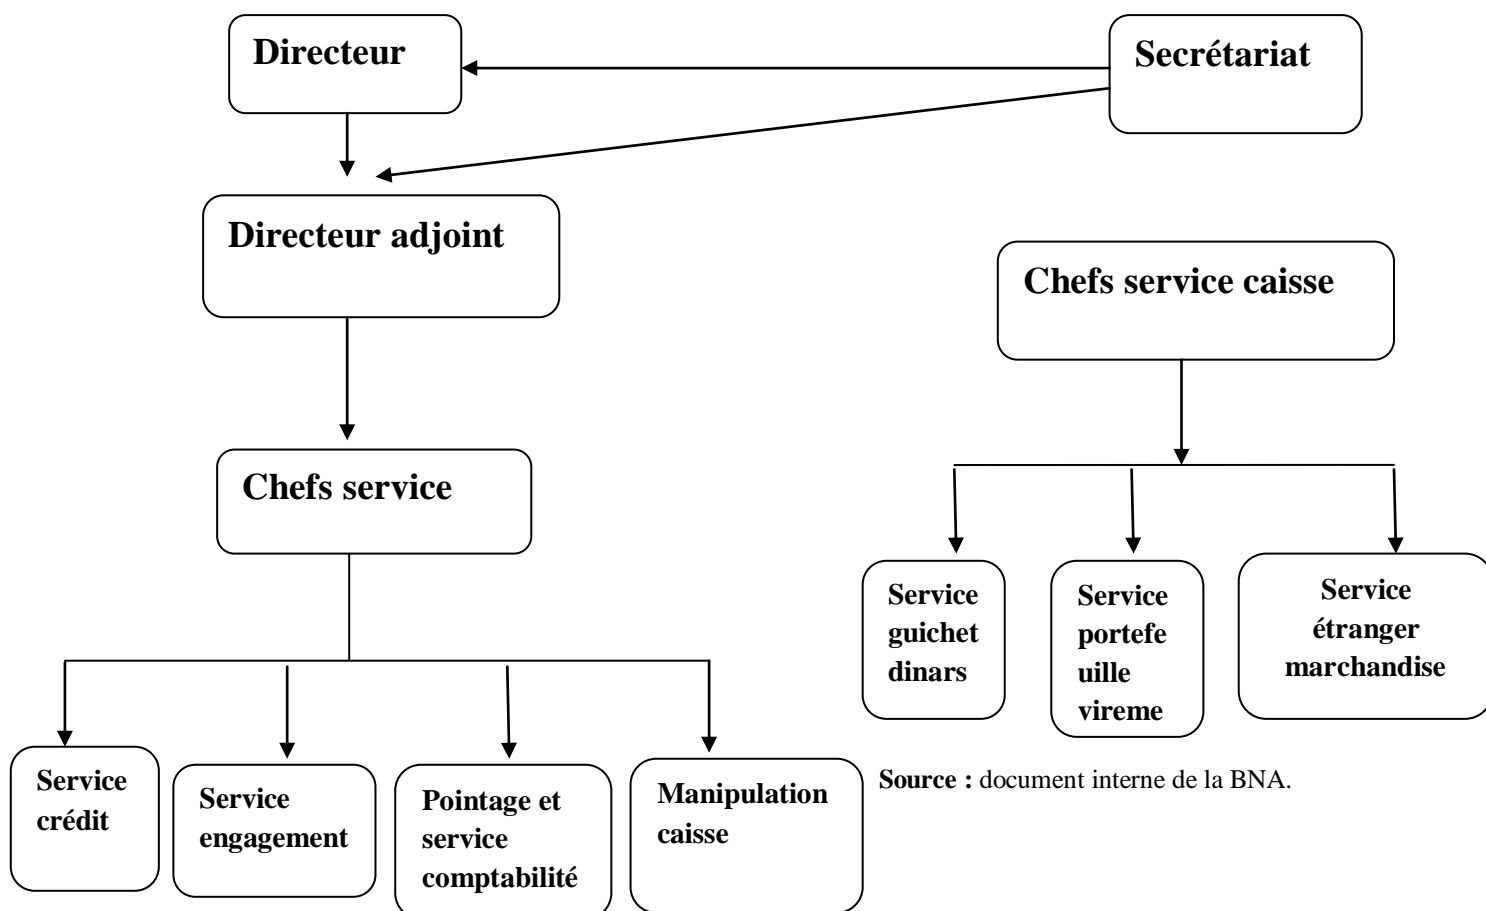 Directeur
Secrétariat
Directeur adjoint
Chefs service caisse
Chefs service
Service
guichet
dinars
Service
portefe
uille
vireme
Service
étranger
marchandise
Service
crédit
Service
engagement
Pointage et
service
comptabilité
Manipulation
caisse
Source : document interne de la BNA.